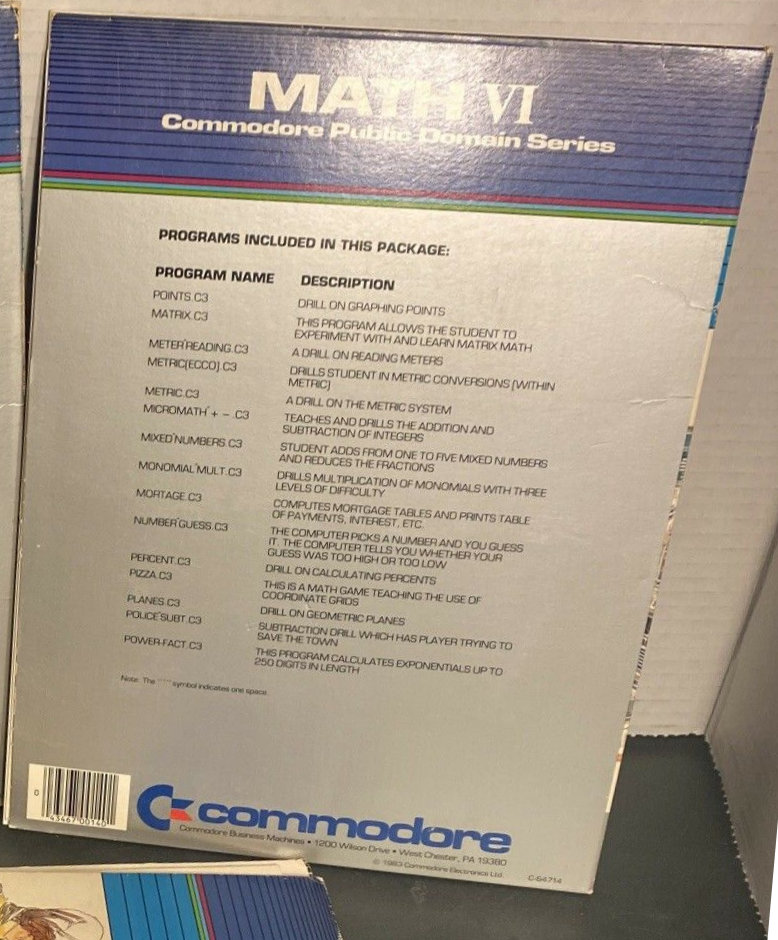 MATH VI
Commodore Public Domain Series
PROGRAMS INCLUDED IN THIS PACKAGE:
PROGRAM NAME DESCRIPTION
POINTS.C3 DRILL ON GRAPHING POINTS
MATRIX.C3 THIS PROGRAM ALLOWS THE STUDENT TO
EXPERIMENT WITH AND LEARN MATRIX MATH
METER'READING.C3 A DRILL ON READING METERS
METRIC(ECCO).C3 DRILLS STUDENT IN METRIC CONVERSIONS (WITHIN
METRIC)
METRIC.C3 A DRILL ON THE METRIC SYSTEM
MICROMATH'+ – .C3 TEACHES AND DRILLS THE ADDITION AND
SUBTRACTION OF INTEGERS
MIXED'NUMBERS.C3 STUDENT ADDS FROM ONE TO FIVE MIXED NUMBERS
AND REDUCES THE FRACTIONS
MONOMIAL'MULT.C3 DRILLS MULTIPLICATION OF MONOMIALS WITH THREE
LEVELS OF DIFFICULTY
MORTAGE.C3 COMPUTES MORTGAGE TABLES AND PRINTS TABLE
OF PAYMENTS, INTEREST, ETC.
NUMBER'GUESS.C3 THE COMPUTER PICKS A NUMBER AND YOU GUESS
IT. THE COMPUTER TELLS YOU WHETHER YOUR
GUESS WAS TOO HIGH OR TOO LOW
PERCENT.C3 DRILL ON CALCULATING PERCENTS
PIZZA.C3 THIS IS A MATH GAME TEACHING THE USE OF
COORDINATE GRIDS
PLANES.C3 DRILL ON GEOMETRIC PLANES
POLICE'SUBT.C3 SUBTRACTION DRILL WHICH HAS PLAYER TRYING TO
SAVE THE TOWN
POWER-FACT.C3 THIS PROGRAM CALCULATES EXPONENTIALS UP TO
250 DIGITS IN LENGTH
Note: The "'" symbol indicates one space.
0 43467 00140
commodore
Commodore Business Machines • 1200 Wilson Drive • West Chester, PA 19380
© 1983 Commodore Electronics Ltd.
C-64714